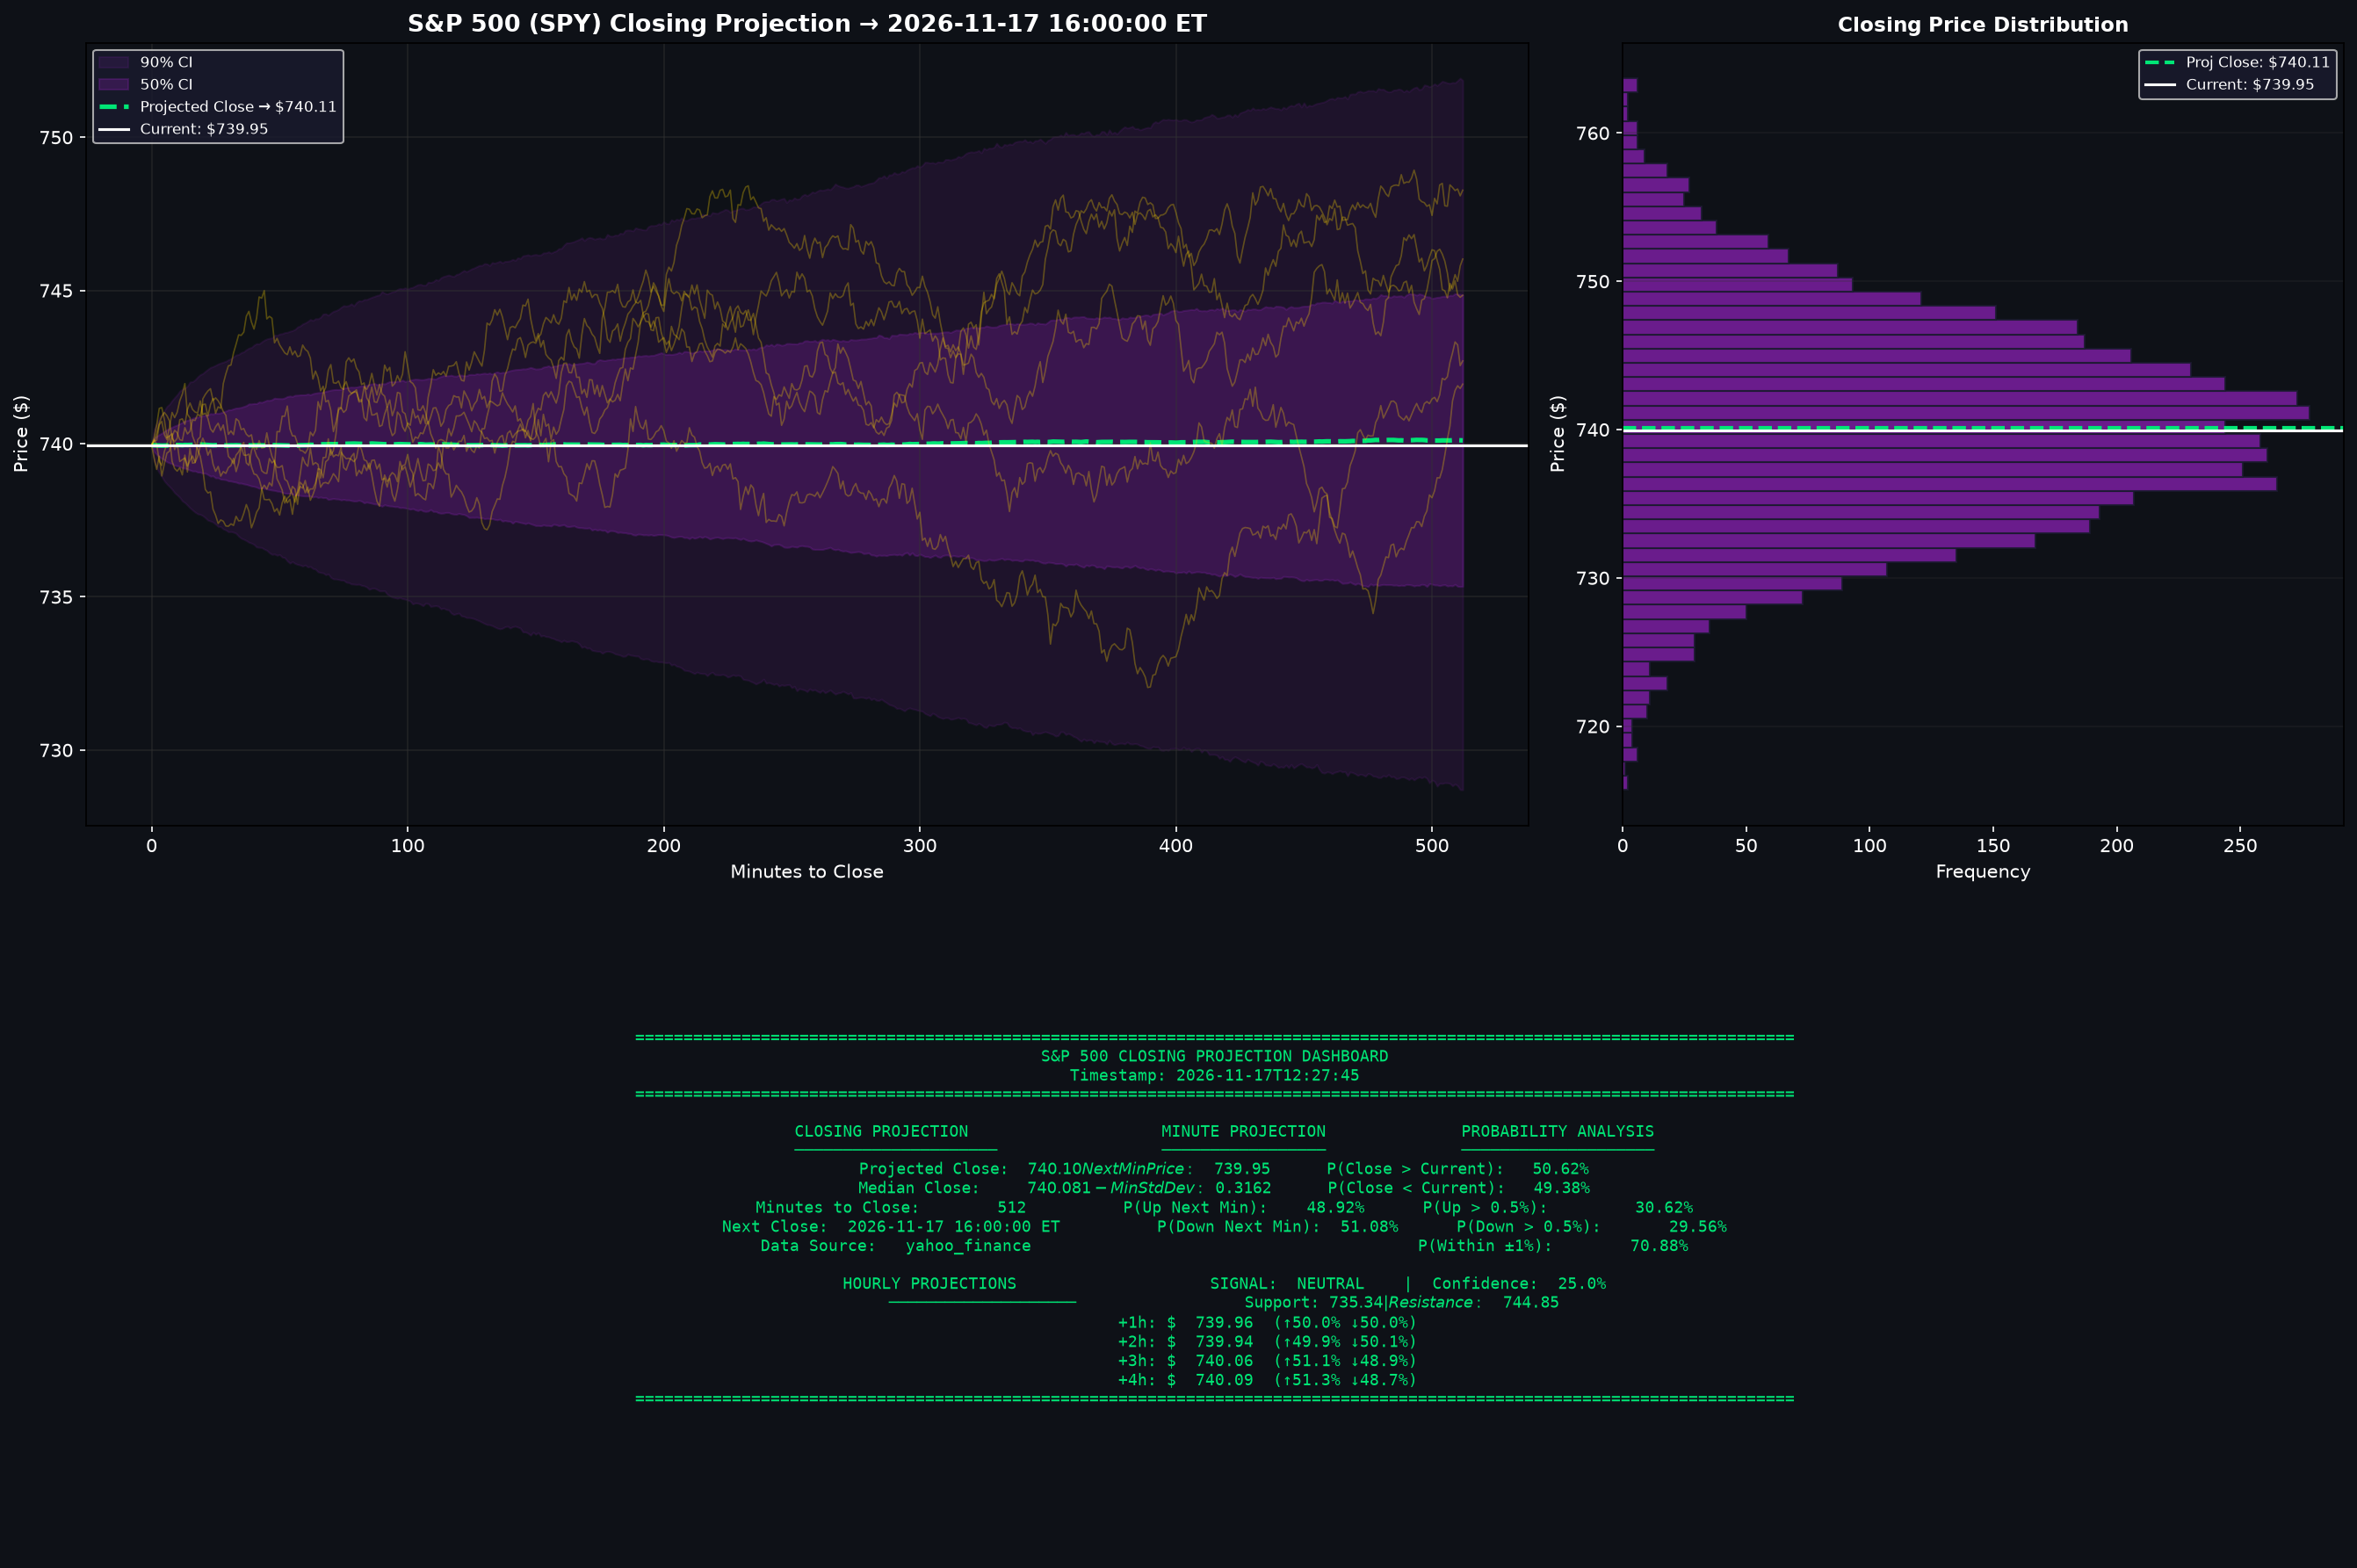 S&P 500 (SPY) Closing Projection → 2026-11-17 16:00:00 ET
90% CI
50% CI
Projected Close → $740.11
Current: $739.95
Price ($)
750
745
740
735
730
0 100 200 300 400 500
Minutes to Close
Closing Price Distribution
Proj Close: $740.11
Current: $739.95
Price ($)
760
750
740
730
720
0 50 100 150 200 250
Frequency
========================================================================================================================
S&P 500 CLOSING PROJECTION DASHBOARD
Timestamp: 2026-11-17T12:27:45
========================================================================================================================
CLOSING PROJECTION MINUTE PROJECTION PROBABILITY ANALYSIS
───────────────────── ───────────────── ────────────────────
Projected Close: 740.10NextMinPrice: 739.95 P(Close > Current): 50.62%
Median Close: 740.081−MinStdDev: 0.3162 P(Close < Current): 49.38%
Minutes to Close: 512 P(Up Next Min): 48.92% P(Up > 0.5%): 30.62%
Next Close: 2026-11-17 16:00:00 ET P(Down Next Min): 51.08% P(Down > 0.5%): 29.56%
Data Source: yahoo_finance P(Within ±1%): 70.88%
HOURLY PROJECTIONS SIGNAL: NEUTRAL | Confidence: 25.0%
─────────────────── Support: 735.34|Resistance: 744.85
+1h: $ 739.96 (↑50.0% ↓50.0%)
+2h: $ 739.94 (↑49.9% ↓50.1%)
+3h: $ 740.06 (↑51.1% ↓48.9%)
+4h: $ 740.09 (↑51.3% ↓48.7%)
========================================================================================================================